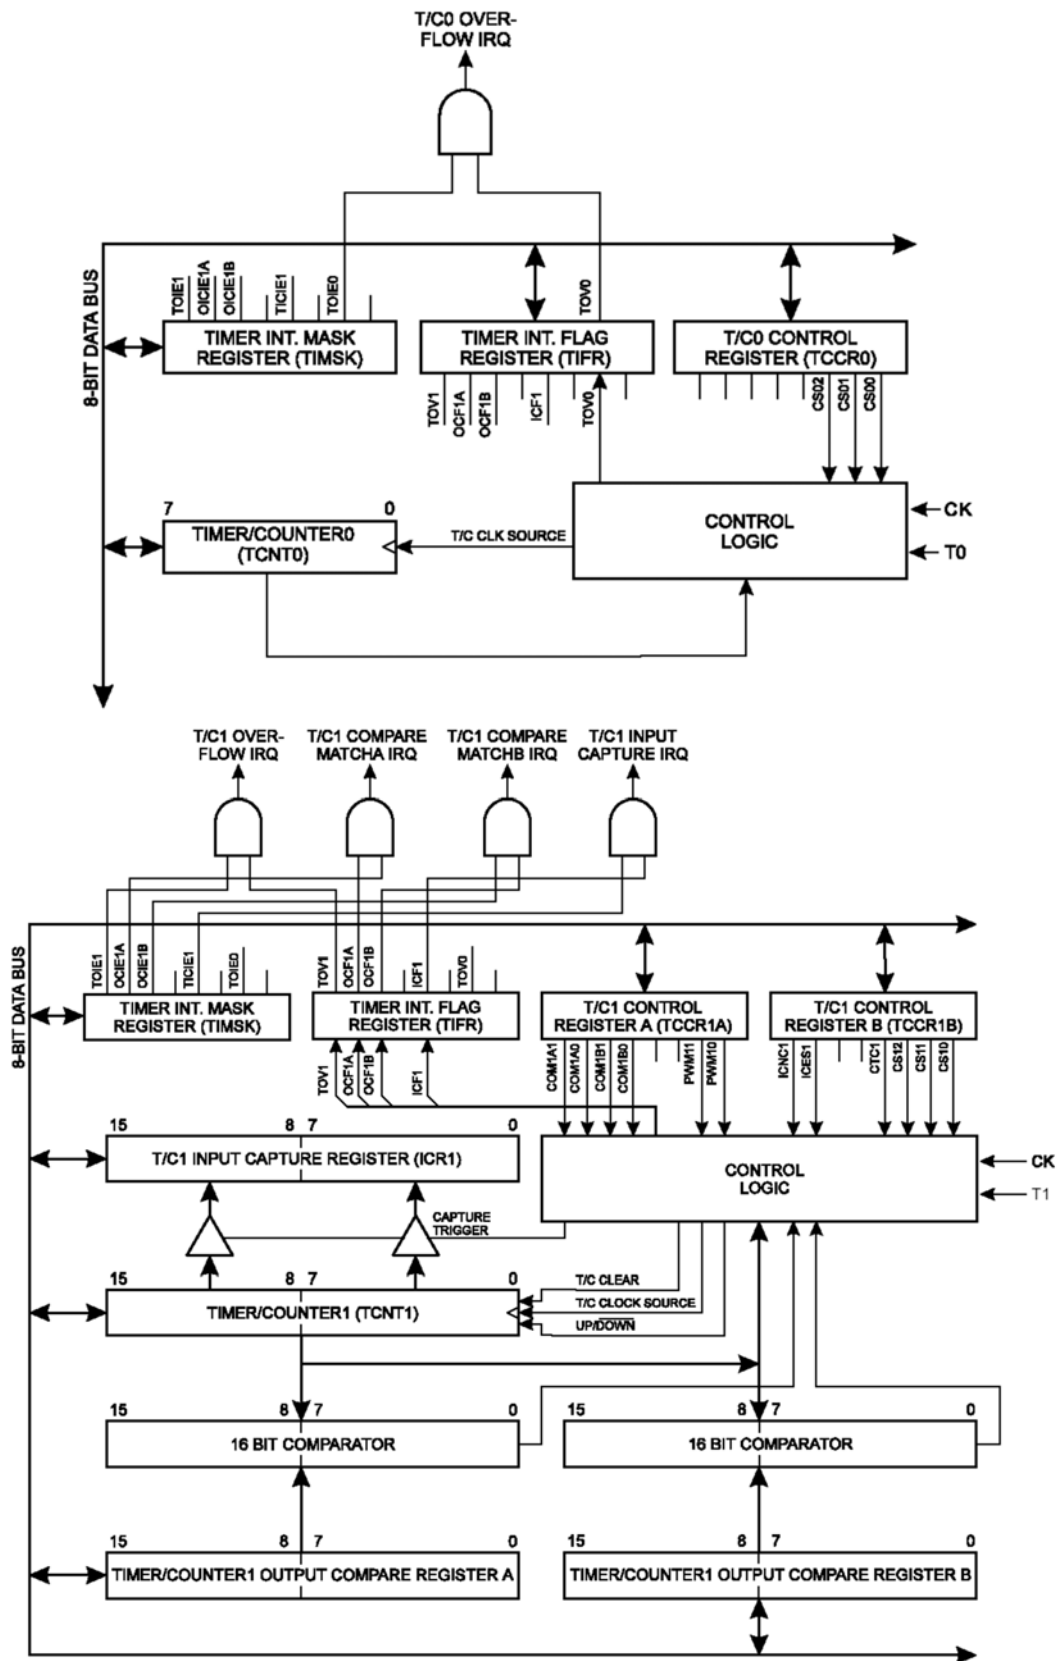 T/C0 OVER-
FLOW IRQ
8-BIT DATA BUS
TOIE1
OICIE1A
OICIE1B
TICIE1
TOIE0
TOV0
TIMER INT. MASK
REGISTER (TIMSK)
TIMER INT. FLAG
REGISTER (TIFR)
T/C0 CONTROL
REGISTER (TCCR0)
TOV1
OCF1A
OCF1B
ICF1
TOV0
CS02
CS01
CS00
7 0
TIMER/COUNTER0
(TCNT0)
T/C CLK SOURCE
CONTROL
LOGIC
CK
T0
T/C1 OVER-
FLOW IRQ
T/C1 COMPARE
MATCHA IRQ
T/C1 COMPARE
MATCHB IRQ
T/C1 INPUT
CAPTURE IRQ
8-BIT DATA BUS
TOIE1
OCIE1A
OCIE1B
TICIE1
TOIE0
TOV1
OCF1A
OCF1B
ICF1
TOV0
TIMER INT. MASK
REGISTER (TIMSK)
TIMER INT. FLAG
REGISTER (TIFR)
T/C1 CONTROL
REGISTER A (TCCR1A)
T/C1 CONTROL
REGISTER B (TCCR1B)
TOV1
OCF1A
OCF1B
ICF1
COM1A1
COM1A0
COM1B1
COM1B0
PWM11
PWM10
ICNC1
ICES1
CTC1
CS12
CS11
CS10
15 8 7 0
T/C1 INPUT CAPTURE REGISTER (ICR1)
CONTROL
LOGIC
CK
T1
CAPTURE
TRIGGER
15 8 7 0
TIMER/COUNTER1 (TCNT1)
T/C CLEAR
T/C CLOCK SOURCE
UP/DOWN
15 8 7 0
16 BIT COMPARATOR
15 8 7 0
16 BIT COMPARATOR
15 8 7 0
TIMER/COUNTER1 OUTPUT COMPARE REGISTER A
15 8 7 0
TIMER/COUNTER1 OUTPUT COMPARE REGISTER B